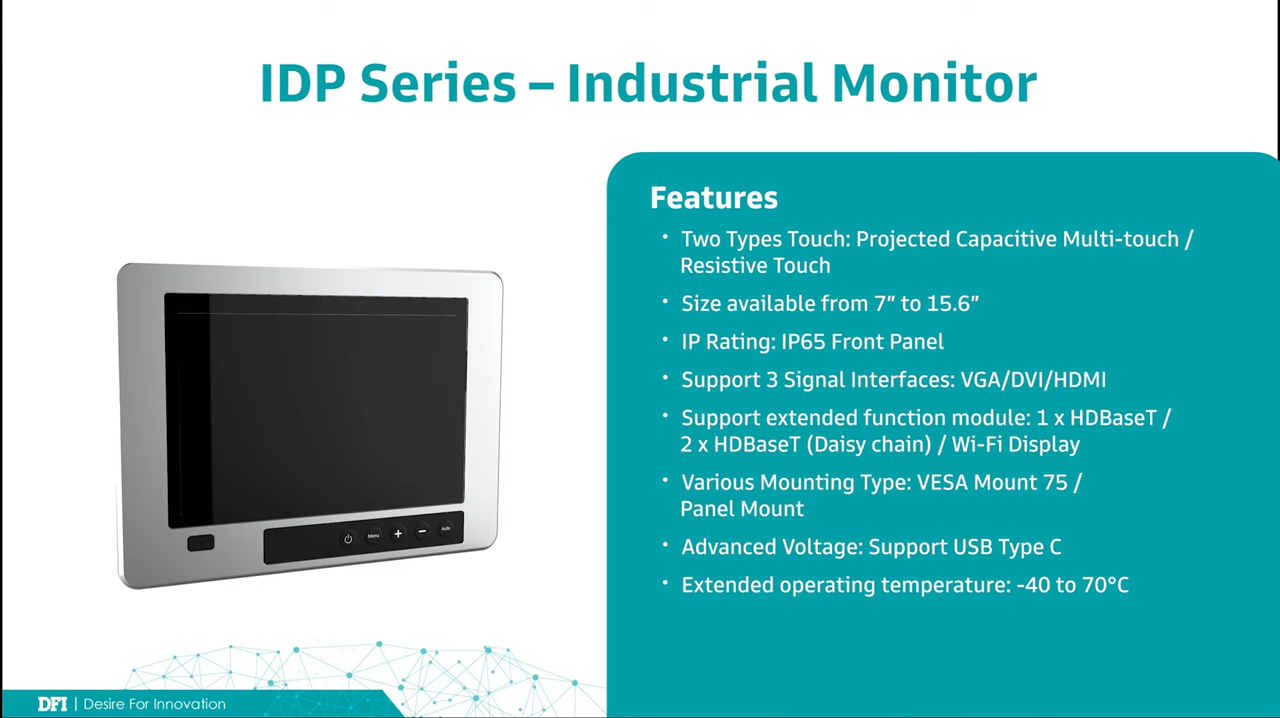 IDP Series – Industrial Monitor
Features
• Two Types Touch: Projected Capacitive Multi-touch /
Resistive Touch
• Size available from 7” to 15.6”
• IP Rating: IP65 Front Panel
• Support 3 Signal Interfaces: VGA/DVI/HDMI
• Support extended function module: 1 x HDBaseT /
2 x HDBaseT (Daisy chain) / Wi-Fi Display
• Various Mounting Type: VESA Mount 75 /
Panel Mount
• Advanced Voltage: Support USB Type C
• Extended operating temperature: -40 to 70°C
Menu + − Auto
DFI | Desire For Innovation